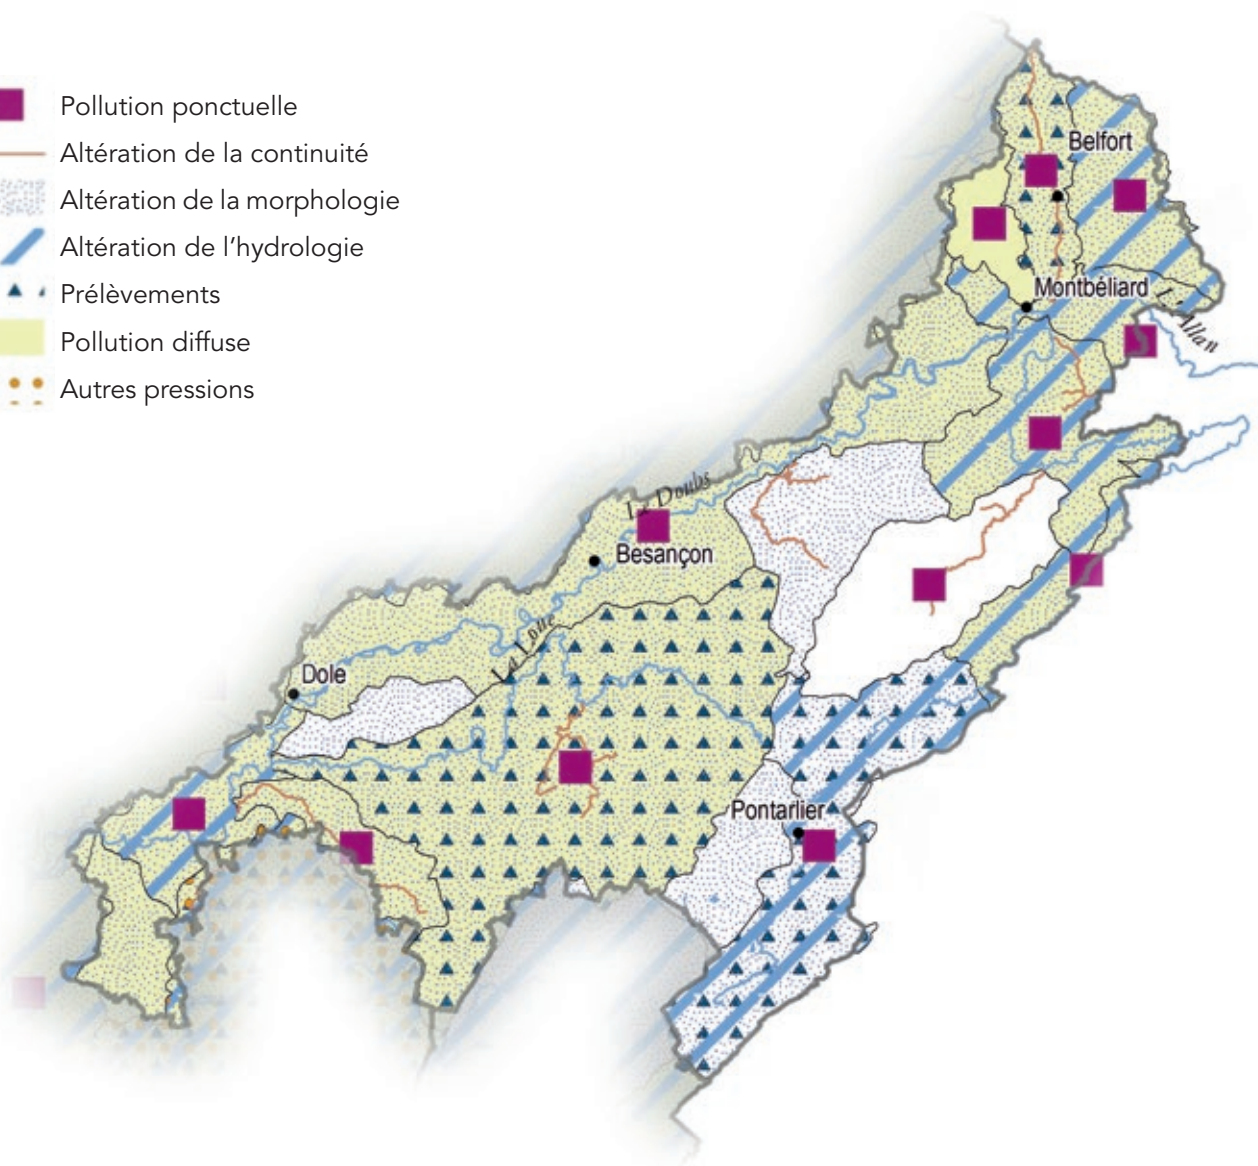 Pollution ponctuelle
Altération de la continuité
Altération de la morphologie
Altération de l'hydrologie
Prélèvements
Pollution diffuse
Autres pressions
Belfort
Montbéliard
L'Allan
Le Doubs
Besançon
La Loue
Dole
Pontarlier